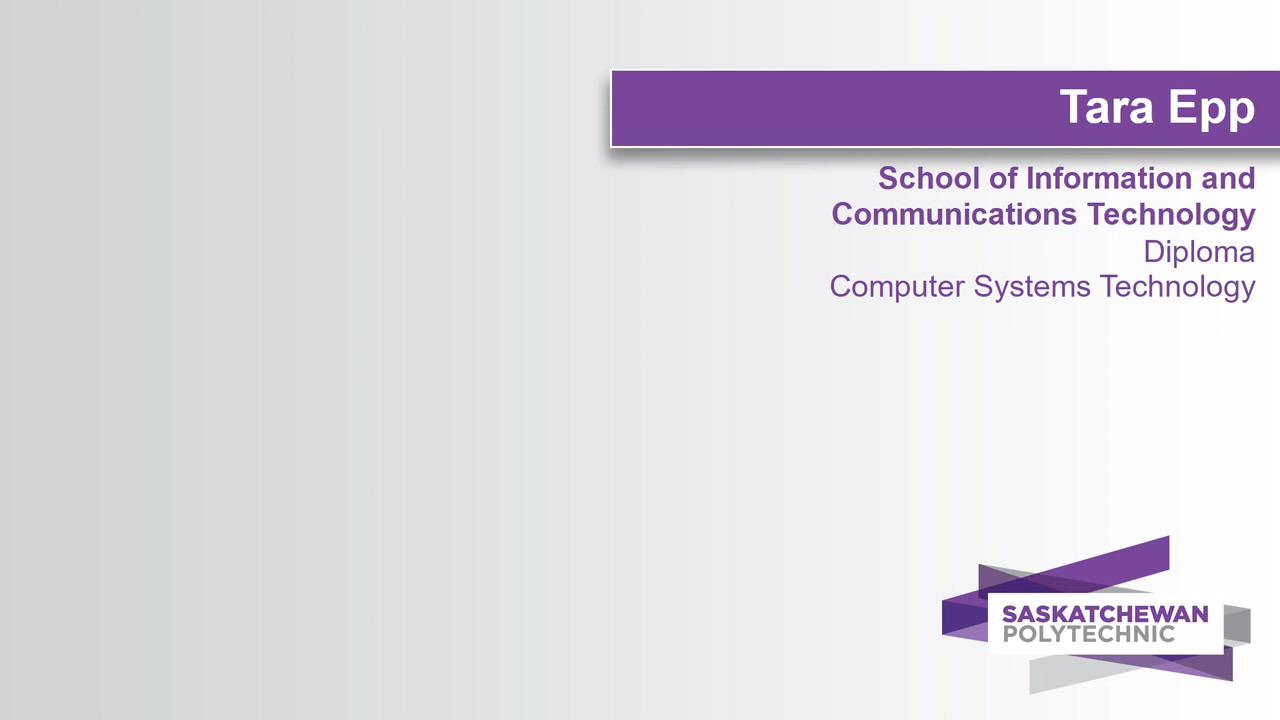 Tara Epp
School of Information and
Communications Technology
Diploma
Computer Systems Technology
SASKATCHEWAN
POLYTECHNIC